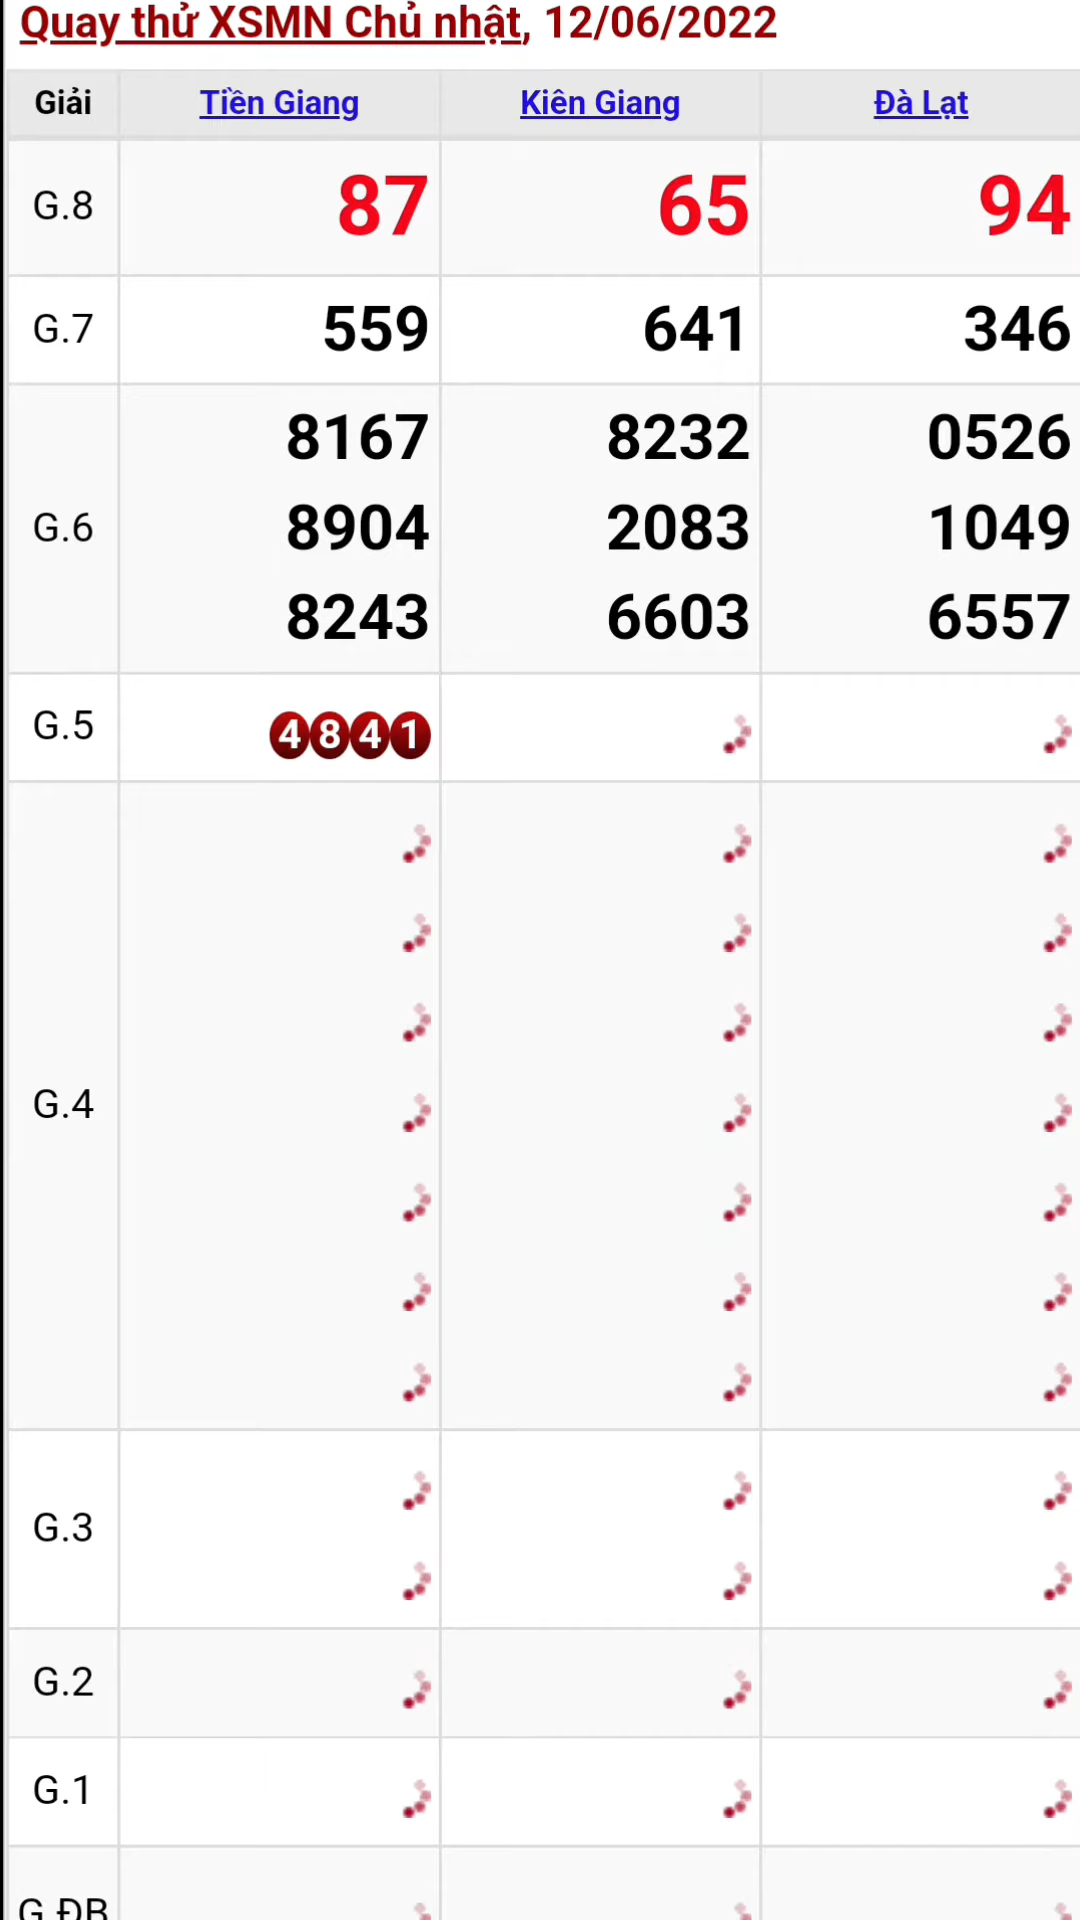 Quay thử XSMN Chủ nhật, 12/06/2022
Giải Tiền Giang Kiên Giang Đà Lạt
G.8 87 65 94
G.7 559 641 346
8167 8232 0526
G.6 8904 2083 1049
8243 6603 6557
G.5 4841
G.4
G.3
G.2
G.1
G.ĐB